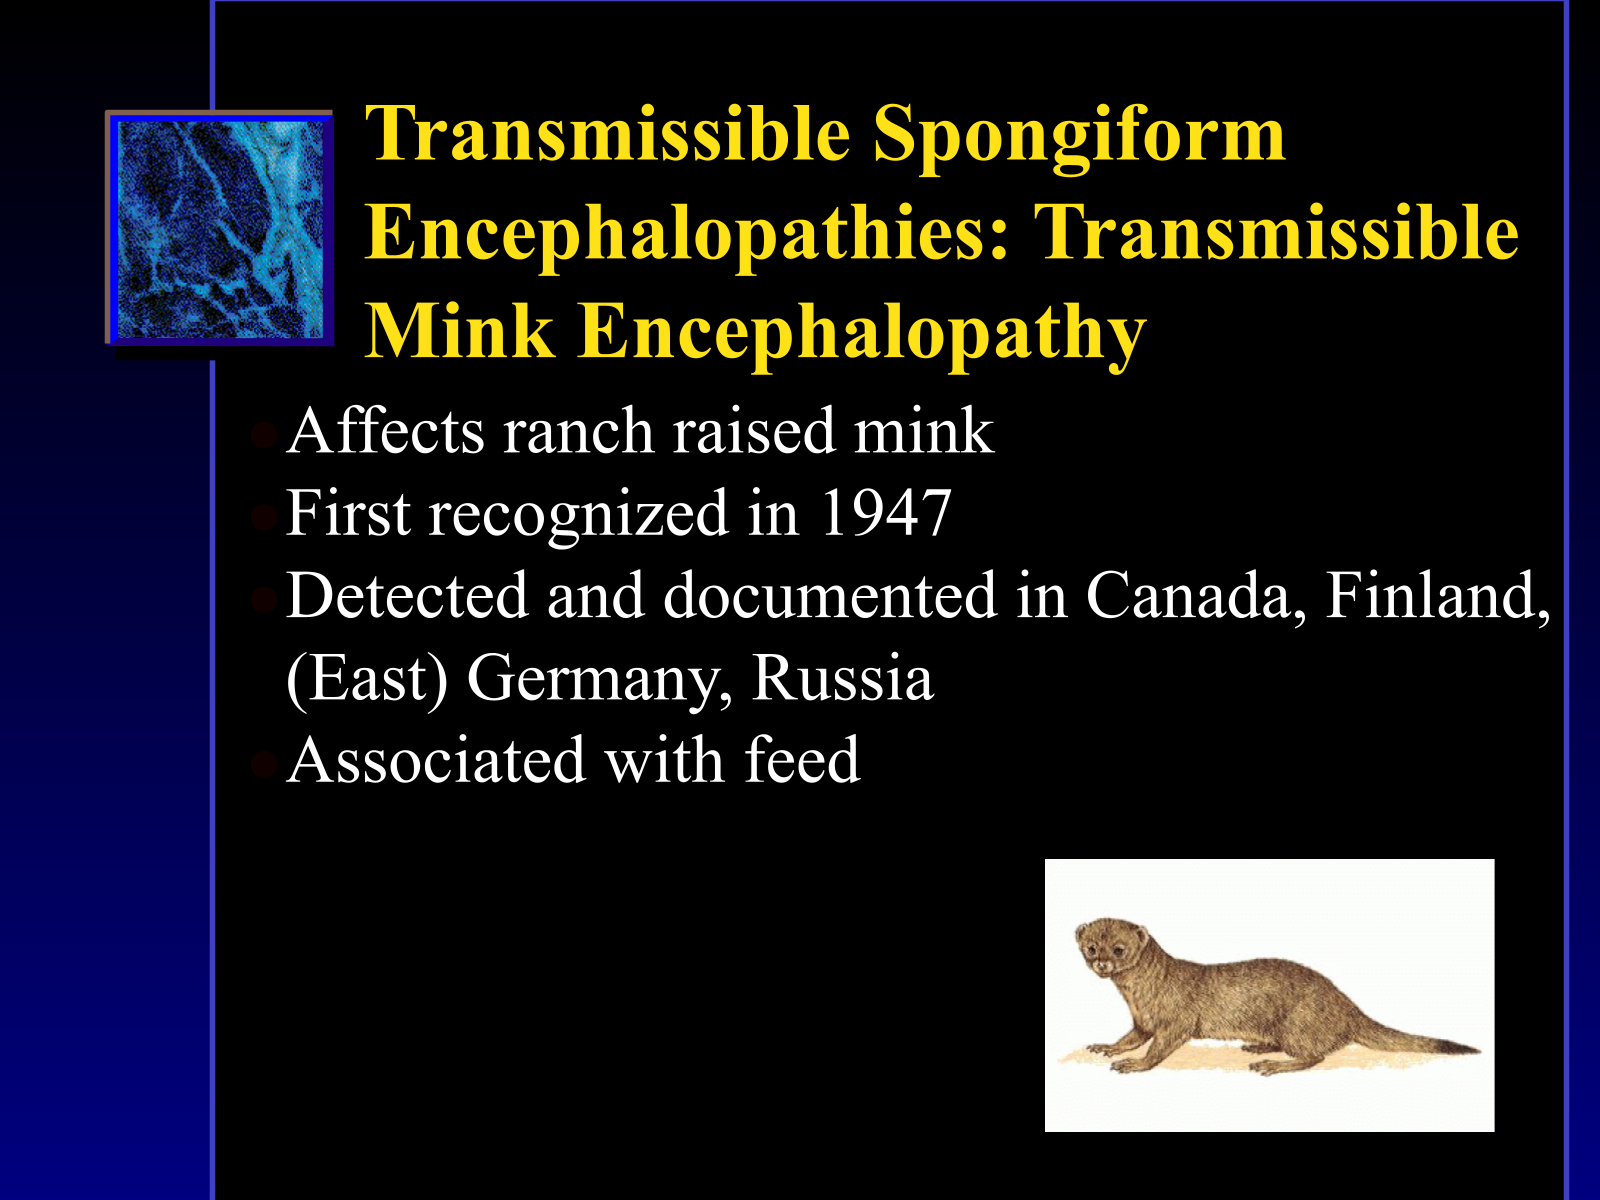 Transmissible Spongiform
Encephalopathies: Transmissible
Mink Encephalopathy
Affects ranch raised mink
First recognized in 1947
Detected and documented in Canada, Finland,
(East) Germany, Russia
Associated with feed